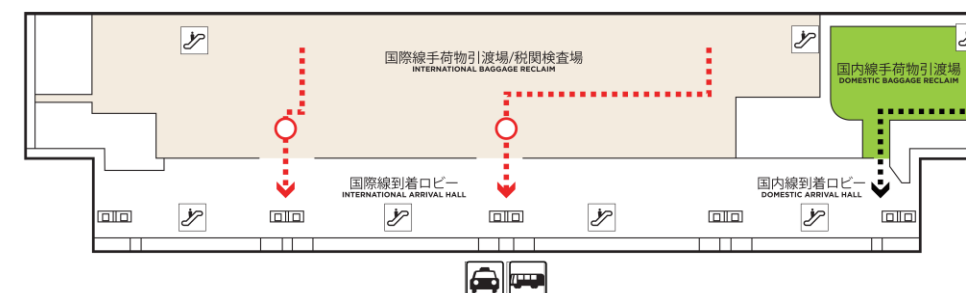 国際線手荷物引渡場/税関検査場
INTERNATIONAL BAGGAGE RECLAIM
国内線手荷物引渡場
DOMESTIC BAGGAGE RECLAIM
国際線到着ロビー
INTERNATIONAL ARRIVAL HALL
国内線到着ロビー
DOMESTIC ARRIVAL HALL